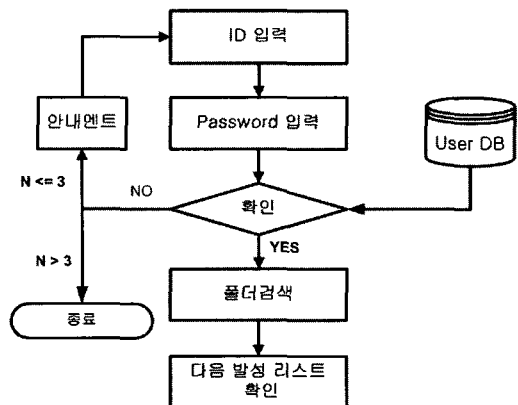 ID 입력
안내멘트
Password 입력
User DB
N <= 3
NO
확인
YES
N > 3
폴더검색
종료
다음 발성 리스트
확인